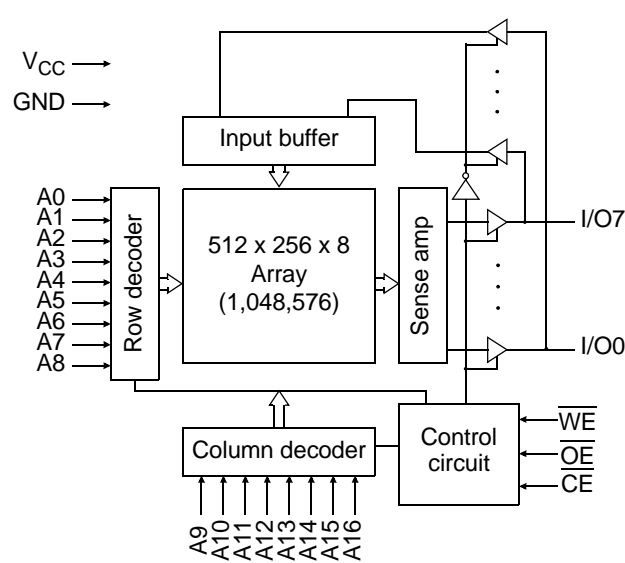 VCC
GND
Input buffer
A0
A1
A2
A3
A4
A5
A6
A7
A8
Row decoder
512 x 256 x 8
Array
(1,048,576)
Sense amp
I/O7
I/O0
Column decoder
A9
A10
A11
A12
A13
A14
A15
A16
Control
circuit
WE
OE
CE